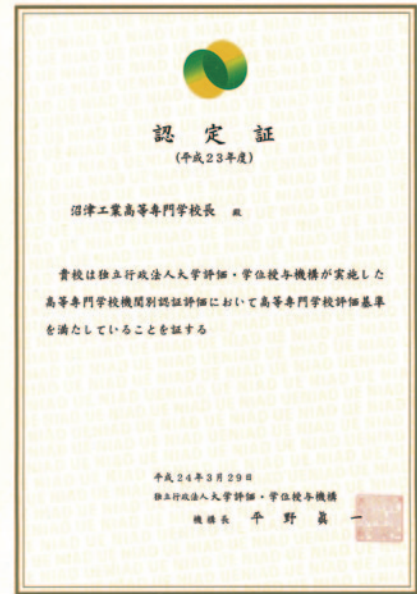 認定証
(平成23年度)
沼津工業高等専門学校長 殿
貴校は独立行政法人大学評価・学位授与機構が実施した
高等専門学校機関別認証評価において高等専門学校評価基準
を満たしていることを証する
平成24年3月29日
独立行政法人大学評価・学位授与機構
機構長 平野眞一